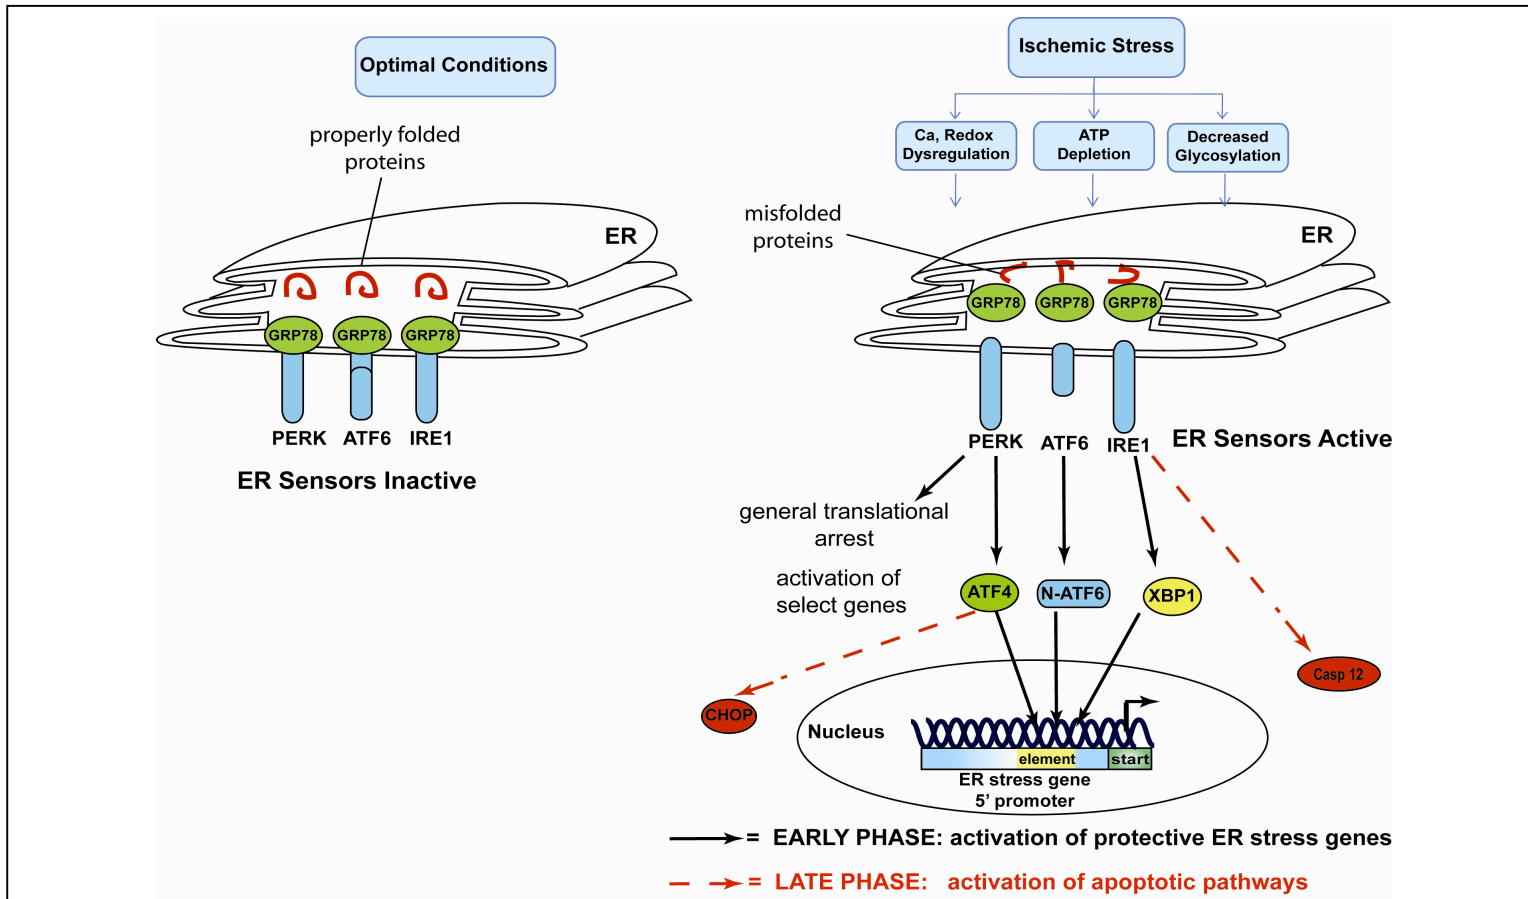 Optimal Conditions
properly folded
proteins
ER
GRP78
GRP78
GRP78
PERK
ATF6
IRE1
ER Sensors Inactive
Ischemic Stress
Ca, Redox
Dysregulation
ATP
Depletion
Decreased
Glycosylation
misfolded
proteins
ER
GRP78
GRP78
GRP78
PERK
ATF6
IRE1
ER Sensors Active
general translational
arrest
activation of
select genes
ATF4
N-ATF6
XBP1
Casp 12
CHOP
Nucleus
element
start
ER stress gene
5’ promoter
= EARLY PHASE: activation of protective ER stress genes
= LATE PHASE: activation of apoptotic pathways